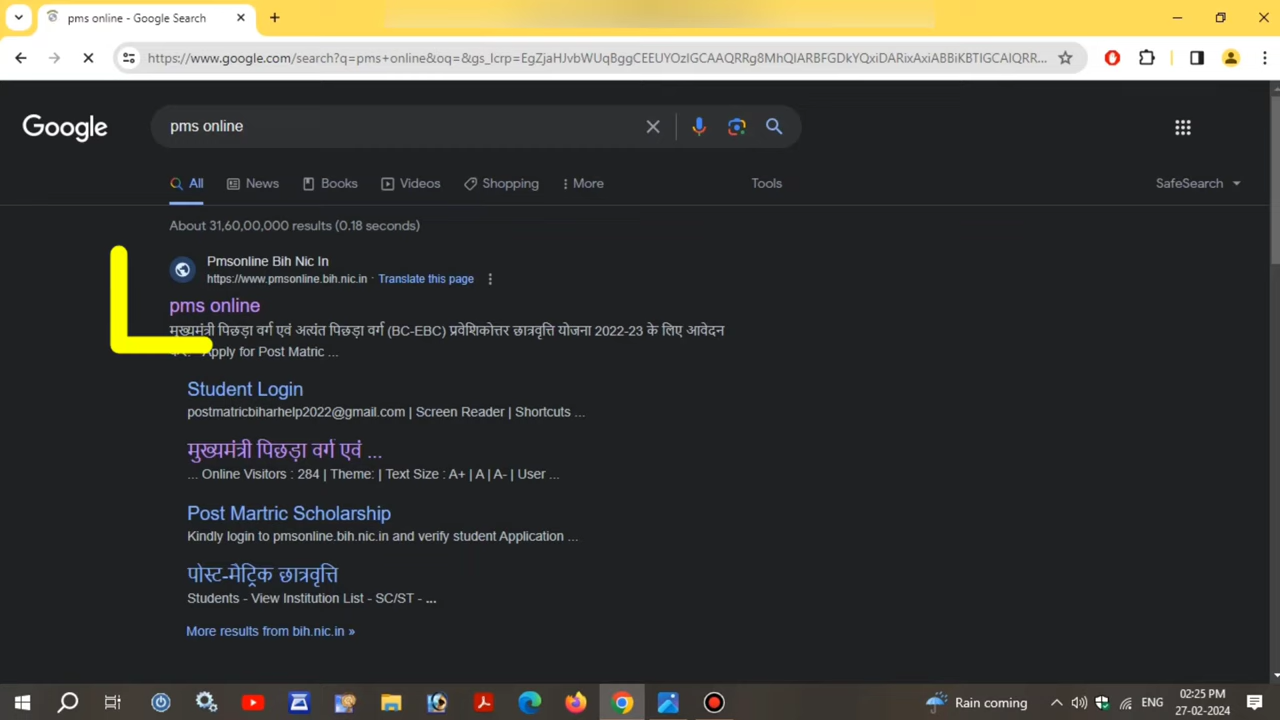 pms online - Google Search
https://www.google.com/search?q=pms+online&oq=&gs_lcrp=EgZjaHJvbWUqBggCEEUYOzIGCAAQRRg8MhQIARBFGDkYQxiDARixAxiABBiKBTIGCAIQRR...
Google
pms online
All News Books Videos Shopping More Tools SafeSearch
About 31,60,00,000 results (0.18 seconds)
Pmsonline Bih Nic In
https://www.pmsonline.bih.nic.in · Translate this page
pms online
मुख्यमंत्री पिछड़ा वर्ग एवं अत्यंत पिछड़ा वर्ग (BC-EBC) प्रवेशिकोत्तर छात्रवृत्ति योजना 2022-23 के लिए आवेदन
Apply for Post Matric ...
Student Login
postmatricbiharhelp2022@gmail.com | Screen Reader | Shortcuts ...
मुख्यमंत्री पिछड़ा वर्ग एवं ...
... Online Visitors : 284 | Theme: | Text Size : A+ | A | A- | User ...
Post Martric Scholarship
Kindly login to pmsonline.bih.nic.in and verify student Application ...
पोस्ट-मैट्रिक छात्रवृत्ति
Students - View Institution List - SC/ST - ...
More results from bih.nic.in »
Rain coming
ENG
02:25 PM
27-02-2024